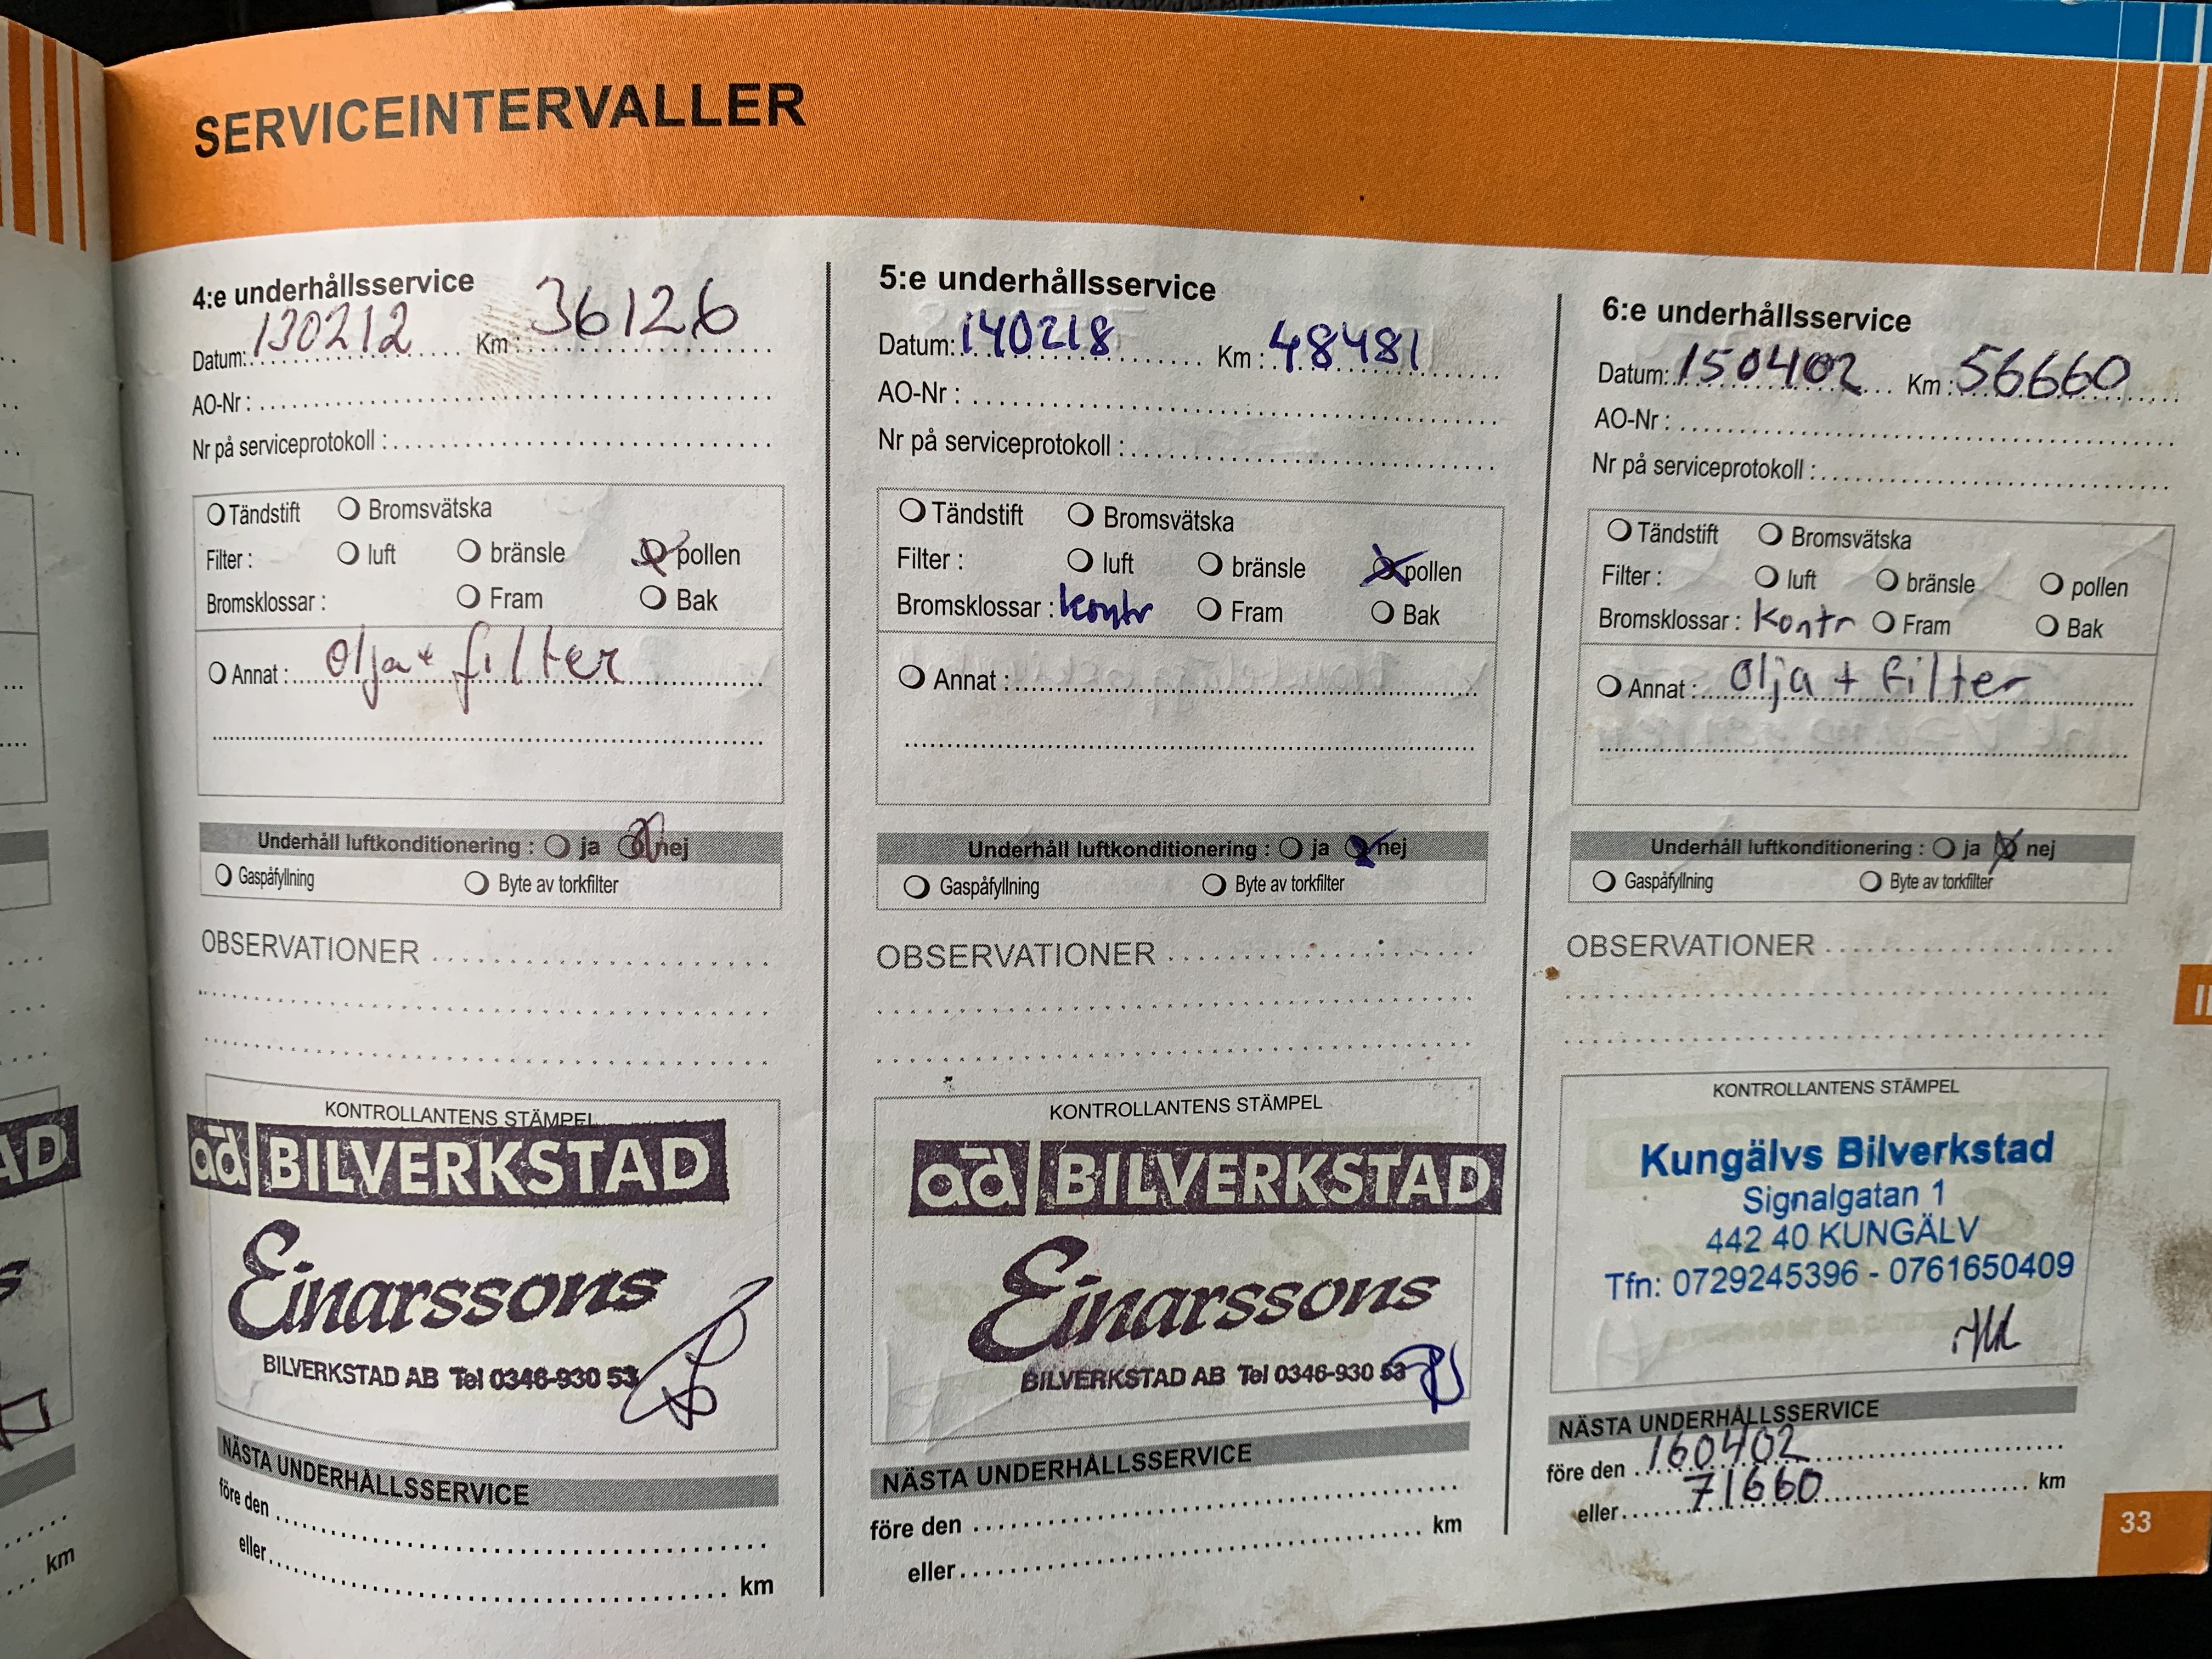 SERVICEINTERVALLER
4:e underhållsservice
Datum: 130212 Km : 36126
AO-Nr :
Nr på serviceprotokoll :
Tändstift Bromsvätska
Filter : luft bränsle pollen
Bromsklossar : Fram Bak
Annat : Olja + filter
Underhåll luftkonditionering : ja nej
Gaspåfyllning Byte av torkfilter
OBSERVATIONER
KONTROLLANTENS STÄMPEL
ad BILVERKSTAD
Einarssons
BILVERKSTAD AB Tel 0346-930 53
NÄSTA UNDERHÅLLSSERVICE
före den
eller km
5:e underhållsservice
Datum: 140218 Km : 48481
AO-Nr :
Nr på serviceprotokoll :
Tändstift Bromsvätska
Filter : luft bränsle pollen
Bromsklossar : kontr Fram Bak
Annat :
Underhåll luftkonditionering : ja nej
Gaspåfyllning Byte av torkfilter
OBSERVATIONER
KONTROLLANTENS STÄMPEL
ad BILVERKSTAD
Einarssons
BILVERKSTAD AB Tel 0346-930 53
NÄSTA UNDERHÅLLSSERVICE
före den
eller km
6:e underhållsservice
Datum: 150402 Km : 56660
AO-Nr :
Nr på serviceprotokoll :
Tändstift Bromsvätska
Filter : luft bränsle pollen
Bromsklossar : Kontr Fram Bak
Annat : Olja + Filter
Underhåll luftkonditionering : ja nej
Gaspåfyllning Byte av torkfilter
OBSERVATIONER
KONTROLLANTENS STÄMPEL
Kungälvs Bilverkstad
Signalgatan 1
442 40 KUNGÄLV
Tfn: 0729245396 - 0761650409
NÄSTA UNDERHÅLLSSERVICE
före den 160402
eller 71660 km
33
AD
km